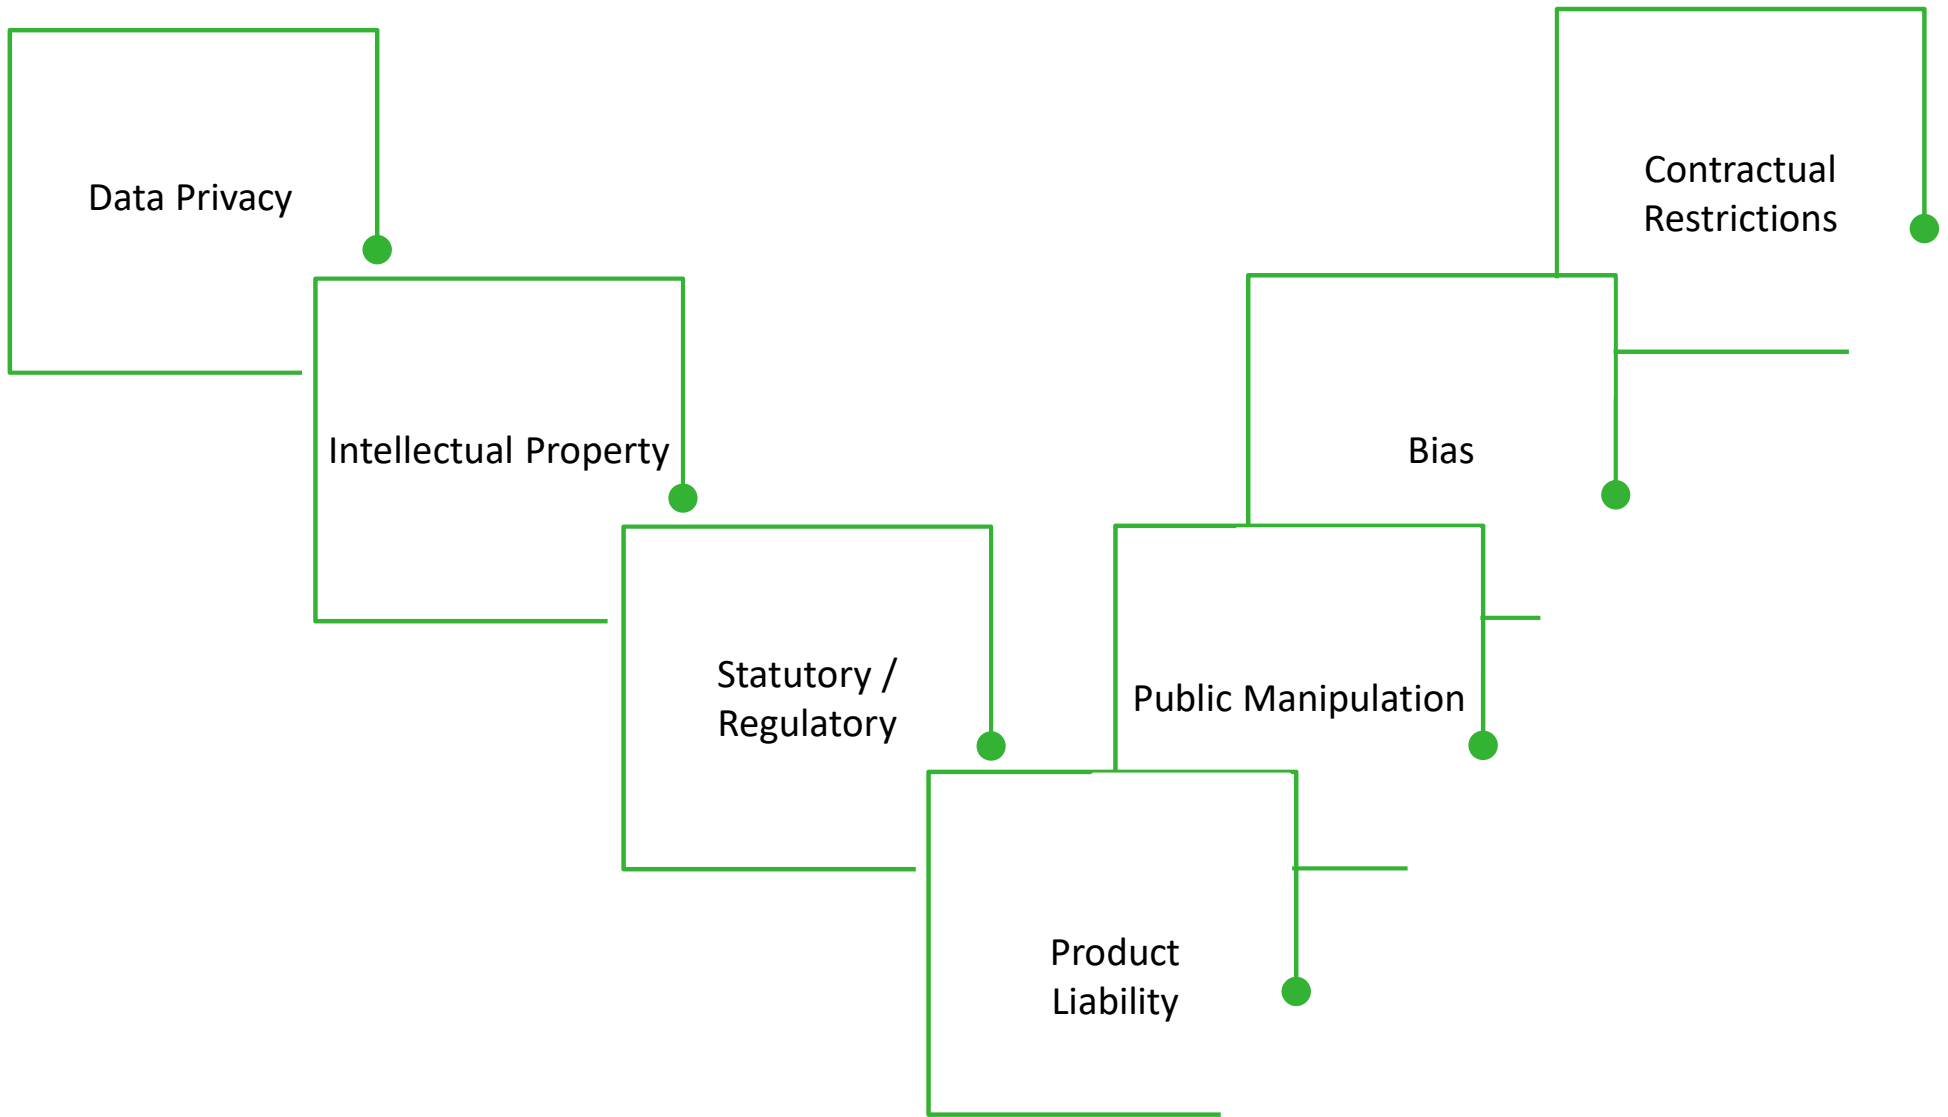 Data Privacy
Intellectual Property
Statutory /
Regulatory
Product
Liability
Public Manipulation
Bias
Contractual
Restrictions